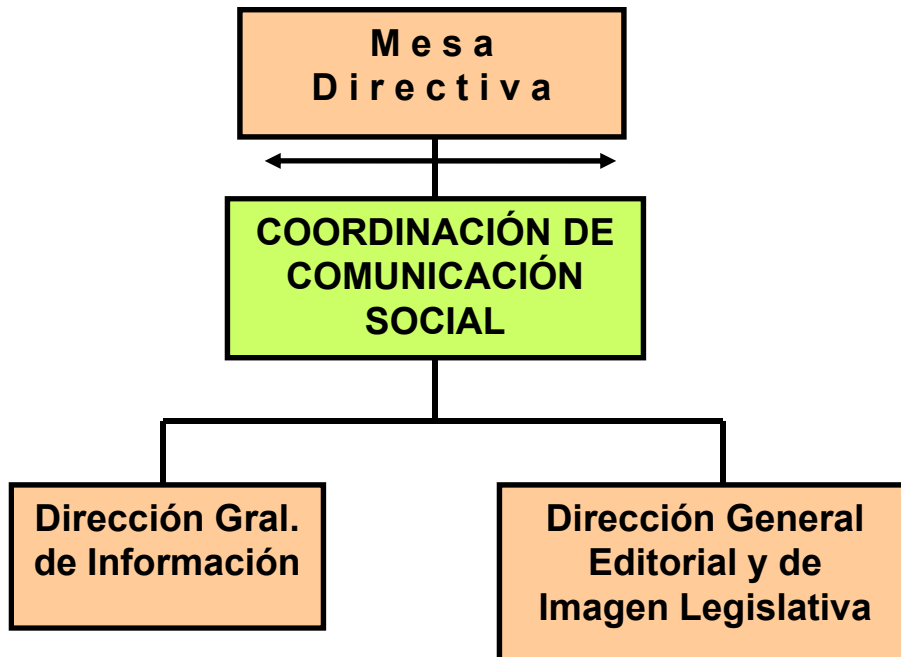 M e s a
D i r e c t i v a
COORDINACIÓN DE
COMUNICACIÓN
SOCIAL
Dirección Gral.
de Información
Dirección General
Editorial y de
Imagen Legislativa